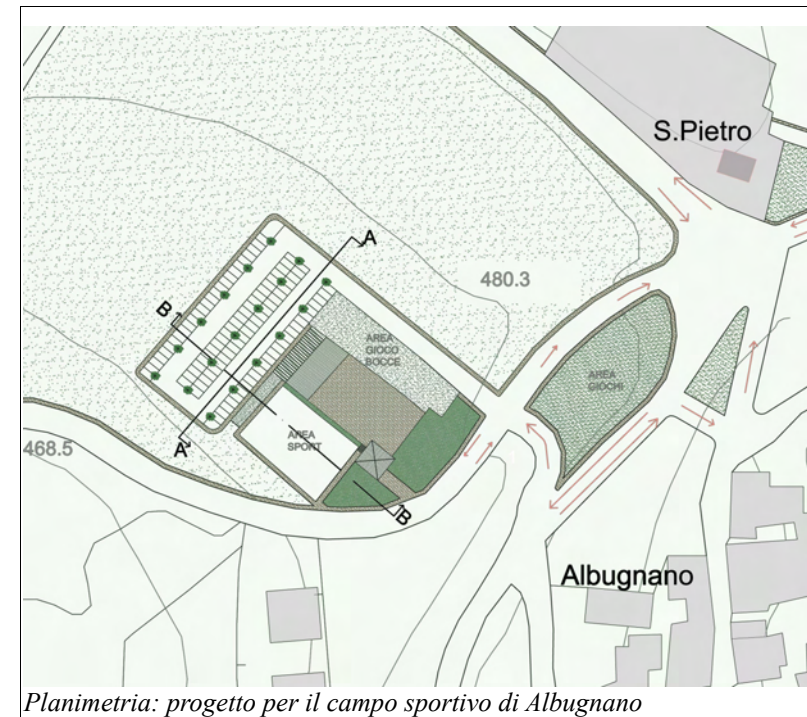 S.Pietro
A
480.3
B
AREA
GIOCO
BOCCE
AREA
GIOCHI
AREA
SPORT
468.5
A
B
Albugnano
Planimetria: progetto per il campo sportivo di Albugnano